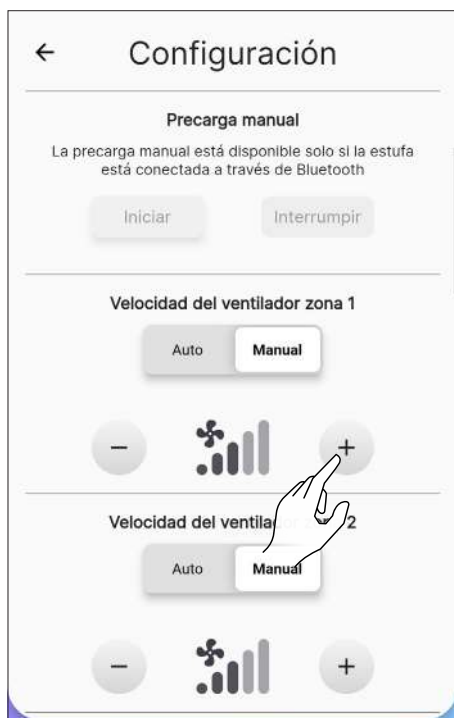 Configuración
Precarga manual
La precarga manual está disponible solo si la estufa
está conectada a través de Bluetooth
Iniciar Interrumpir
Velocidad del ventilador zona 1
Auto Manual
Velocidad del ventila 2
Auto Manual